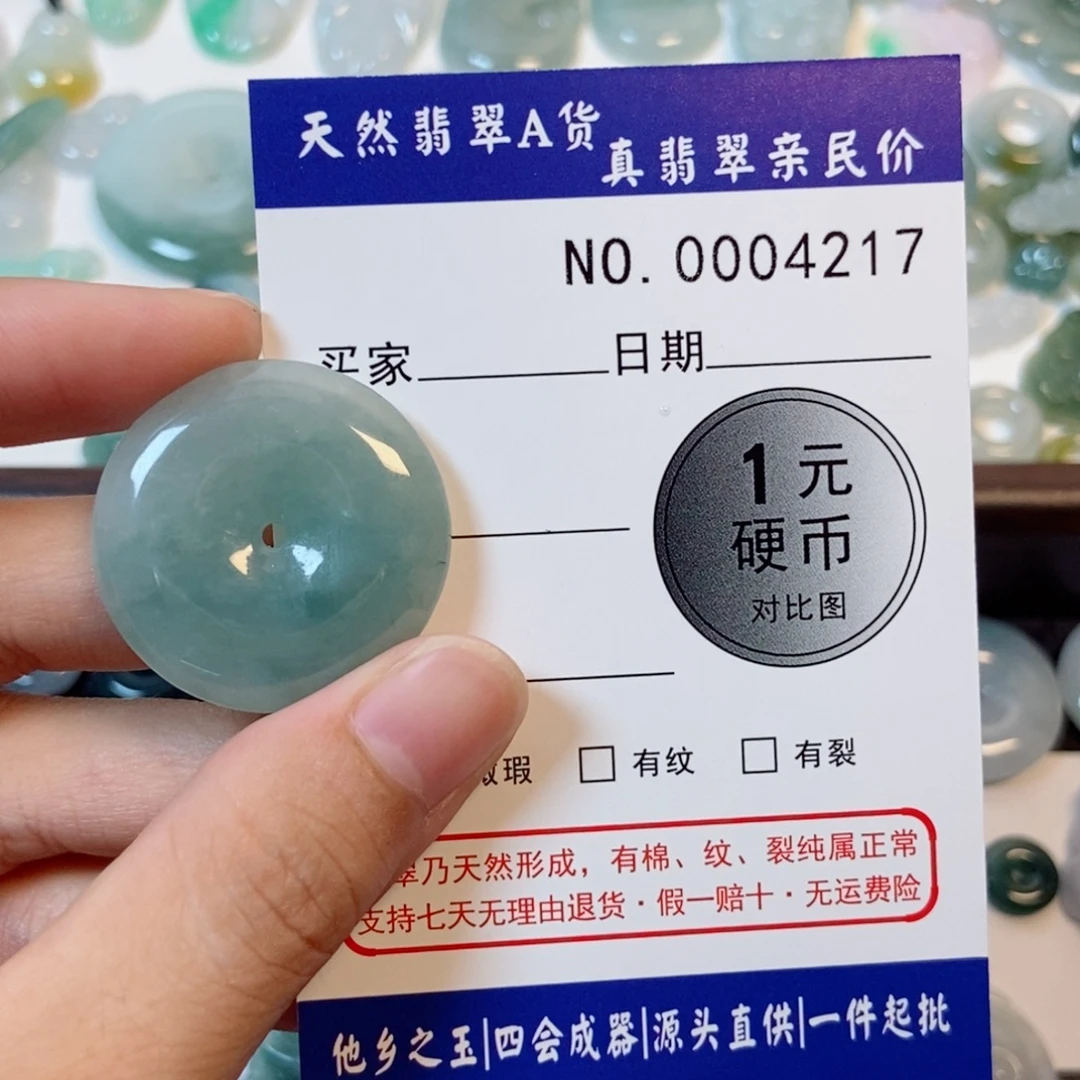 天然翡翠A货
真翡翠亲民价
NO. 0004217
买家 日期
1元
硬币
对比图
瑕 □ 有纹 □ 有裂
翠乃天然形成，有棉、纹、裂纯属正常
支持七天无理由退货·假一赔十·无运费险
他乡之玉|四会成器|源头直供|一件起批